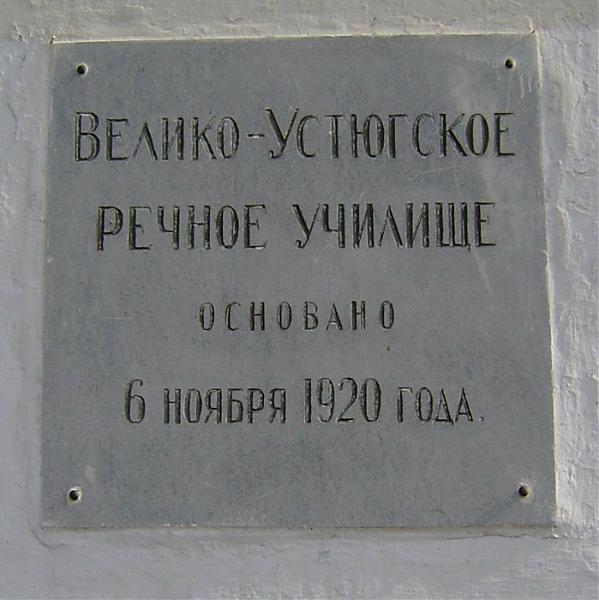 Велико-Устюгское
речное училище
основано
6 ноября 1920 года.